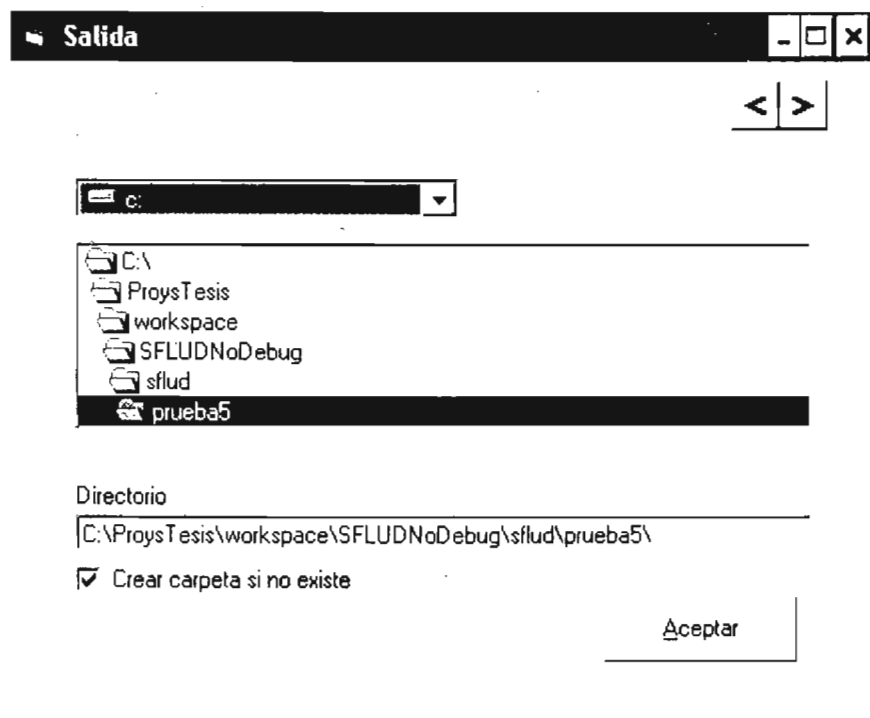 Salida
< >
c:
C:\
ProysTesis
workspace
SFLUDNoDebug
sflud
prueba5
Directorio
C:\ProysTesis\workspace\SFLUDNoDebug\sflud\prueba5\
Crear carpeta si no existe
Aceptar